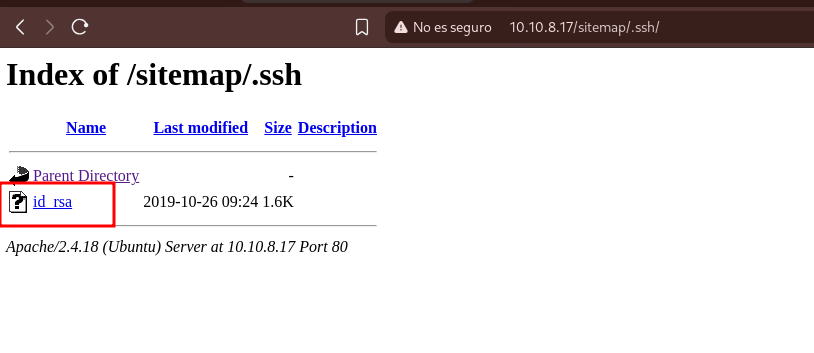 No es seguro 10.10.8.17/sitemap/.ssh/
Index of /sitemap/.ssh
Name Last modified Size Description
Parent Directory -
id_rsa 2019-10-26 09:24 1.6K
Apache/2.4.18 (Ubuntu) Server at 10.10.8.17 Port 80